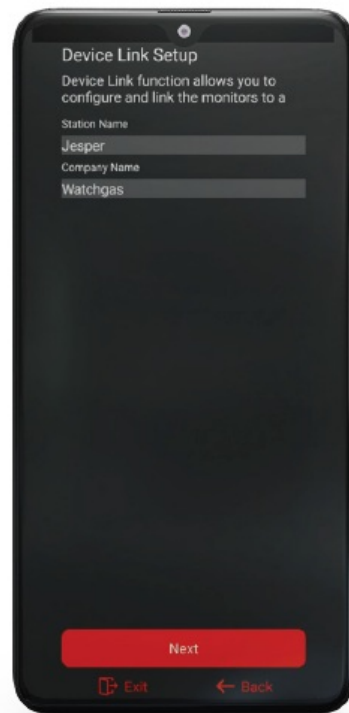 Device Link Setup
Device Link function allows you to
configure and link the monitors to a
Station Name
Jesper
Company Name
Watchgas
Next
Exit
Back